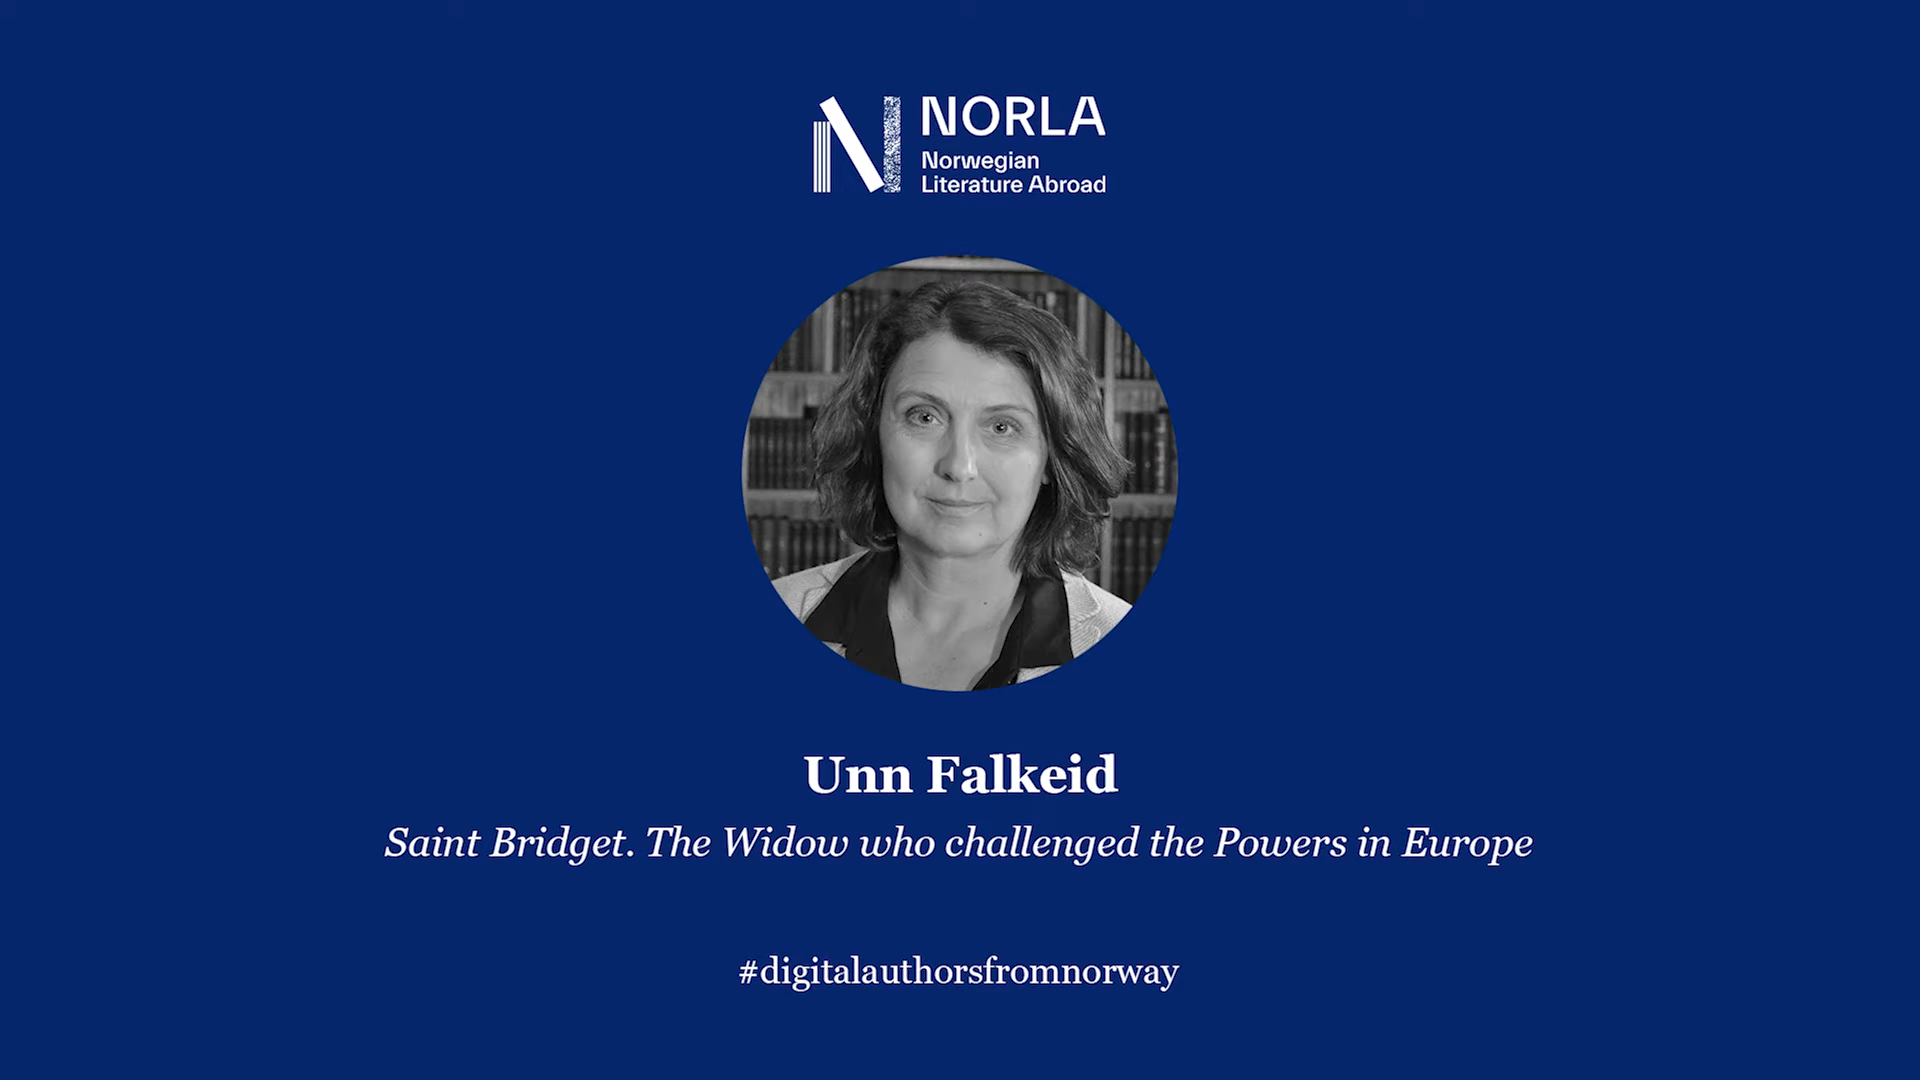 NORLA
Norwegian
Literature Abroad
Unn Falkeid
Saint Bridget. The Widow who challenged the Powers in Europe
#digitalauthorsfromnorway